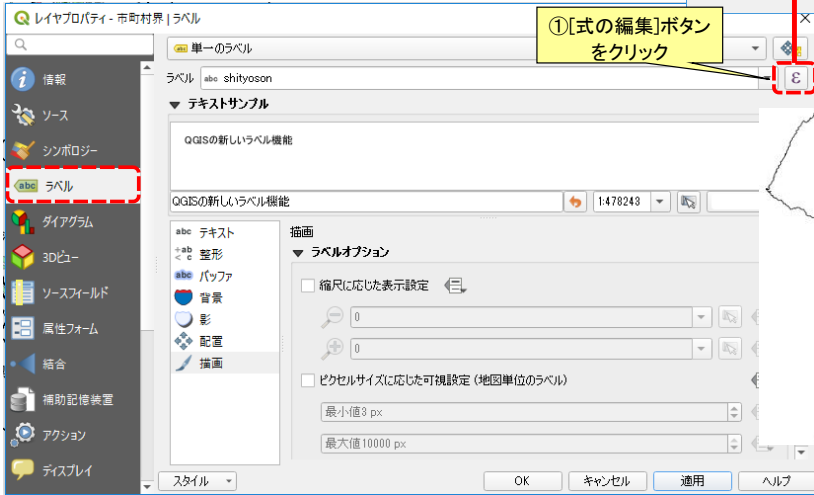 レイヤプロパティ - 市町村界 | ラベル
①[式の編集]ボタン
をクリック
単一のラベル
ラベル abc shityoson ε
テキストサンプル
QGISの新しいラベル機能
QGISの新しいラベル機能 1:478243
情報
ソース
シンボロジー
abc ラベル
ダイアグラム
3Dビュー
ソースフィールド
属性フォーム
結合
補助記憶装置
アクション
ディスプレイ
abc テキスト
+ab < c 整形
abc バッファ
背景
影
配置
描画
描画
ラベルオプション
縮尺に応じた表示設定
0
0
ピクセルサイズに応じた可視設定 (地図単位のラベル)
最小値3 px
最大値10000 px
スタイル OK キャンセル 適用 ヘルプ